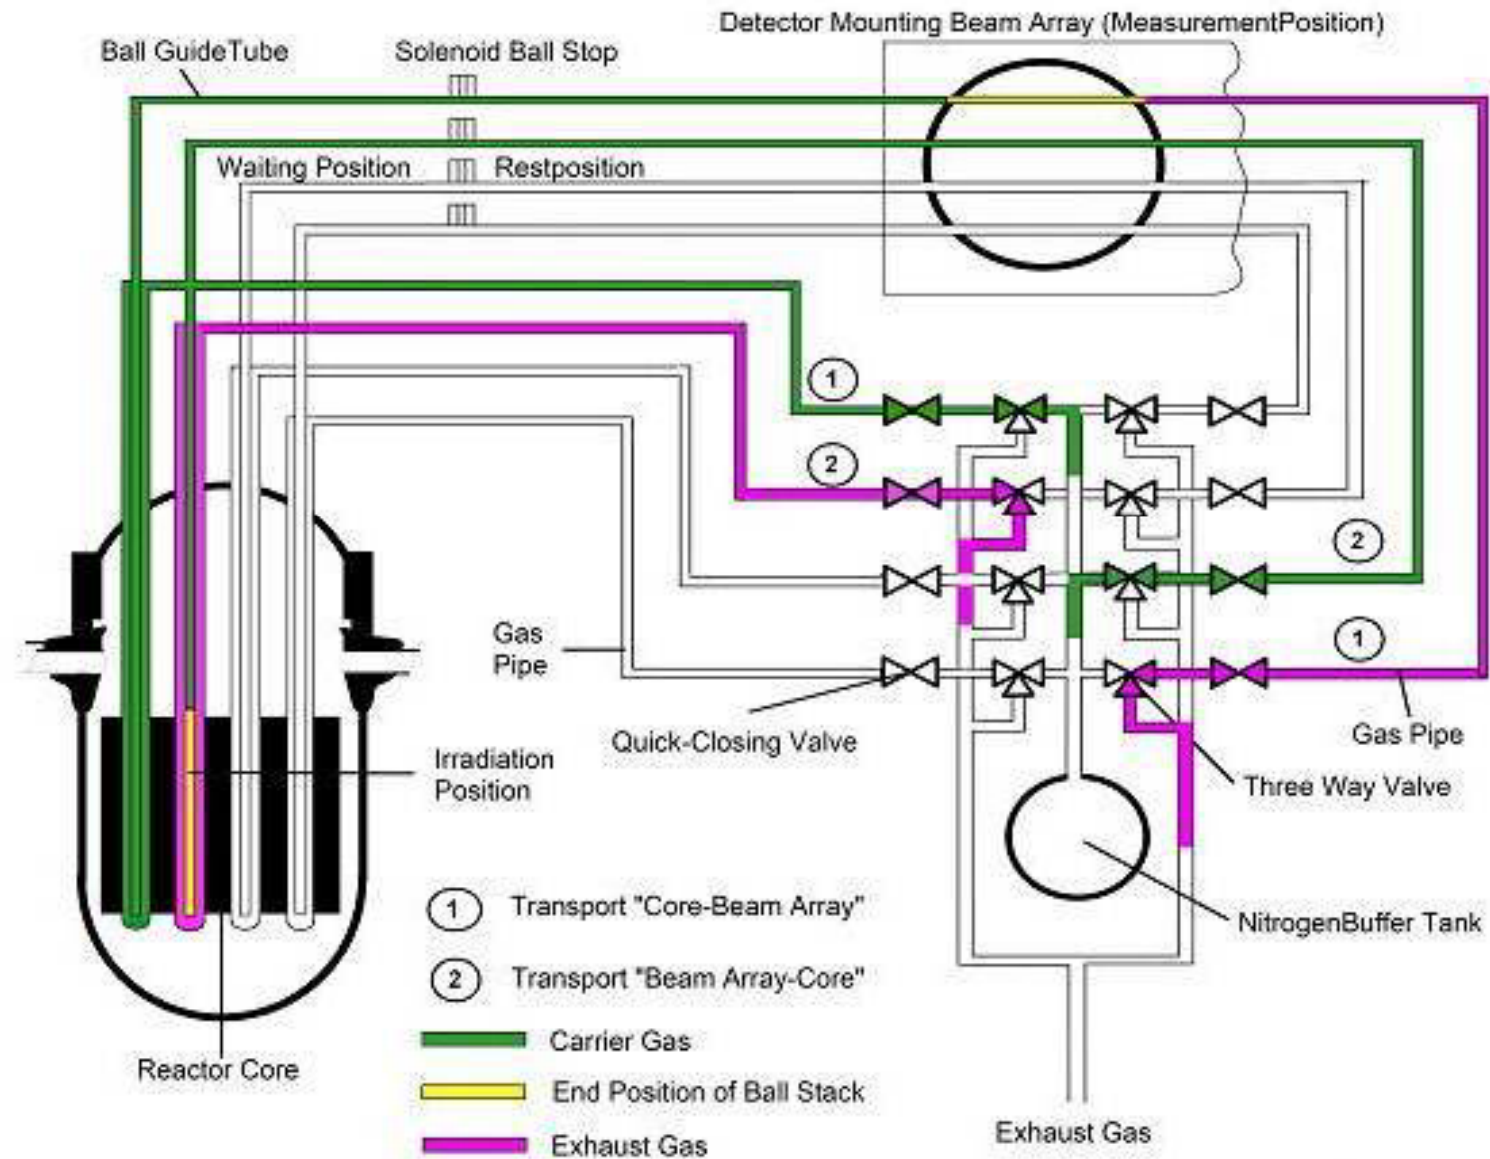 Detector Mounting Beam Array (MeasurementPosition)
Ball GuideTube
Solenoid Ball Stop
Waiting Position
Restposition
1
2
2
1
Gas
Pipe
Quick-Closing Valve
Gas Pipe
Irradiation
Position
Three Way Valve
1 Transport "Core-Beam Array"
NitrogenBuffer Tank
2 Transport "Beam Array-Core"
Carrier Gas
Reactor Core
End Position of Ball Stack
Exhaust Gas
Exhaust Gas